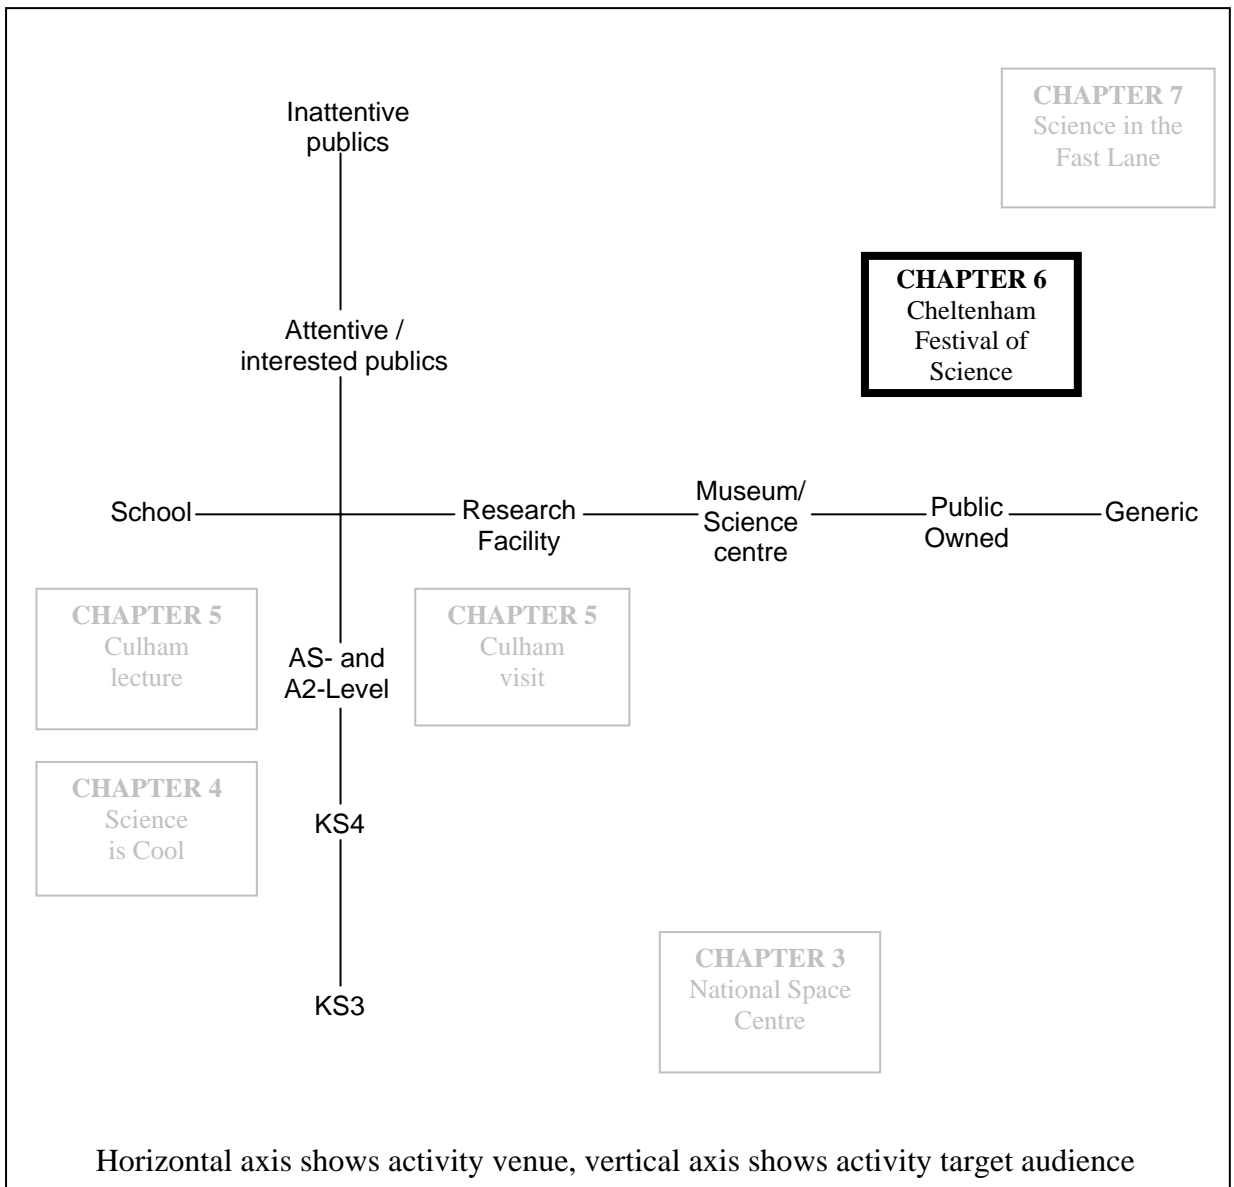 CHAPTER 7
Science in the
Fast Lane
Inattentive
publics
CHAPTER 6
Cheltenham
Festival of
Science
Attentive /
interested publics
School
Research
Facility
Museum/
Science
centre
Public
Owned
Generic
CHAPTER 5
Culham
lecture
AS- and
A2-Level
CHAPTER 5
Culham
visit
CHAPTER 4
Science
is Cool
KS4
CHAPTER 3
National Space
Centre
KS3
Horizontal axis shows activity venue, vertical axis shows activity target audience